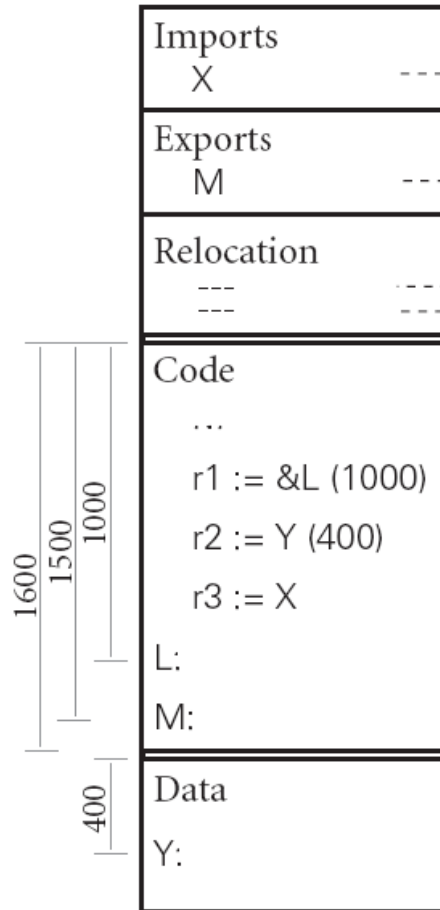 Imports
X ---
Exports
M ---
Relocation
--- ---
--- ---
Code
...
r1 := &L (1000)
r2 := Y (400)
r3 := X
L:
M:
1600
1500
1000
Data
400
Y: